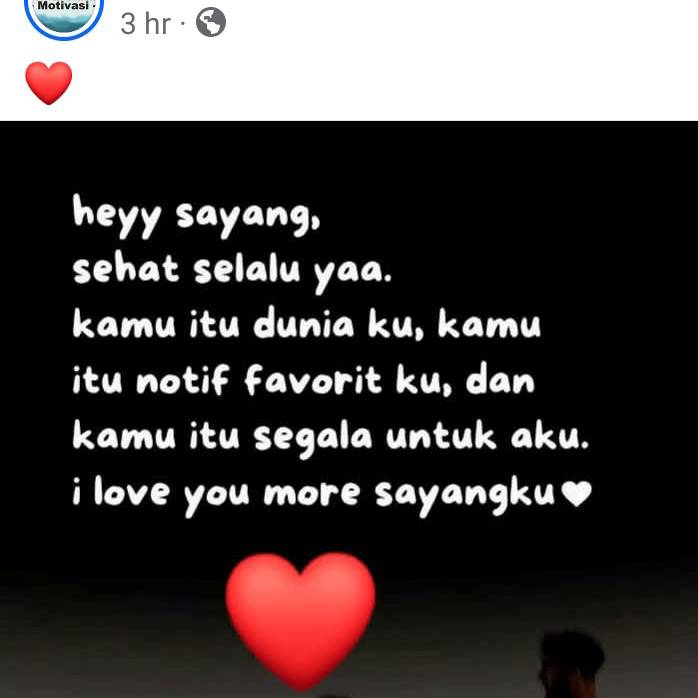 Motivasi
3 hr ·
heyy sayang,
sehat selalu yaa.
kamu itu dunia ku, kamu
itu notif favorit ku, dan
kamu itu segala untuk aku.
i love you more sayangku